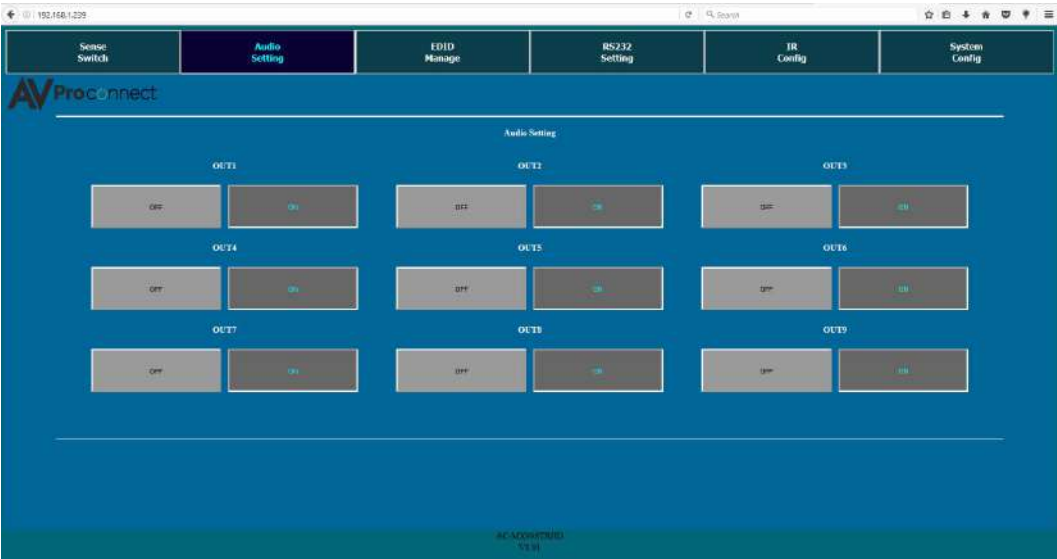 192.168.1.239
Search
Sense Switch
Audio Setting
EDID Manage
RS232 Setting
IR Config
System Config
AVProconnect
Audio Setting
OUT1 OUT2 OUT3
OFF ON OFF ON OFF ON
OUT4 OUT5 OUT6
OFF ON OFF ON OFF ON
OUT7 OUT8 OUT9
OFF ON OFF ON OFF ON